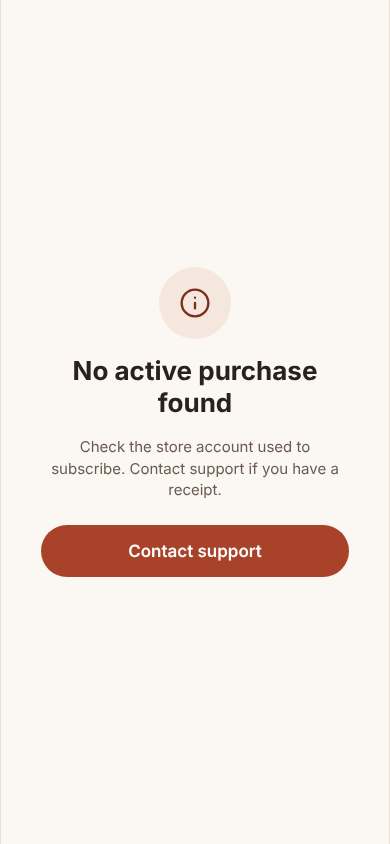 No active purchase
found
Check the store account used to
subscribe. Contact support if you have a
receipt.
Contact support